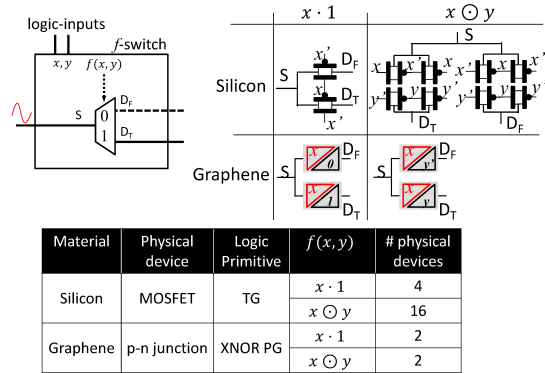 logic-inputs
x, y
f-switch
f(x, y)
S
0
1
D_F
D_T
x · 1
x ⊙ y
Silicon
S
x'
D_F
x
D_T
x'
S
x x' x' x x' x x' x
y' y y' y y' y y'
D_T
D_F
Graphene
S
x 0
D_F
x 1
D_T
S
x y'
D_F
x y
D_T
Material Physical device Logic Primitive f(x, y) # physical devices
Silicon MOSFET TG x · 1 4
x ⊙ y 16
Graphene p-n junction XNOR PG x · 1 2
x ⊙ y 2